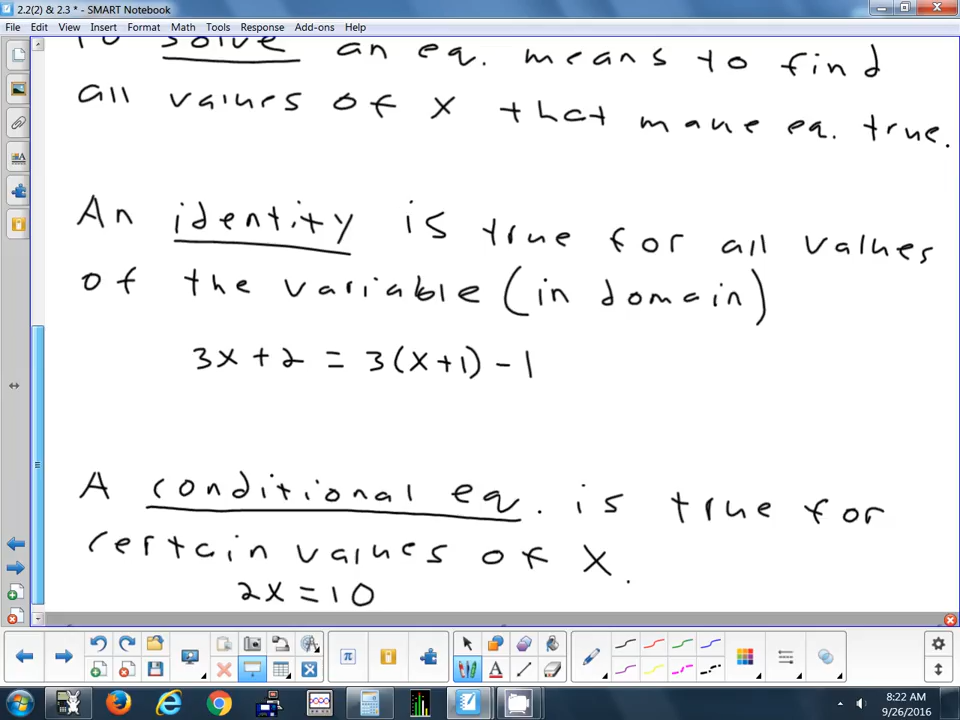 2.2(2) & 2.3 * - SMART Notebook
File Edit View Insert Format Math Tools Response Add-ons Help
To solve an eq. means to find
all values of x that make eq. true.
An identity is true for all values
of the variable (in domain)
3x + 2 = 3(x+1) - 1
A conditional eq. is true for
certain values of x.
2x = 10
8:22 AM
9/26/2016